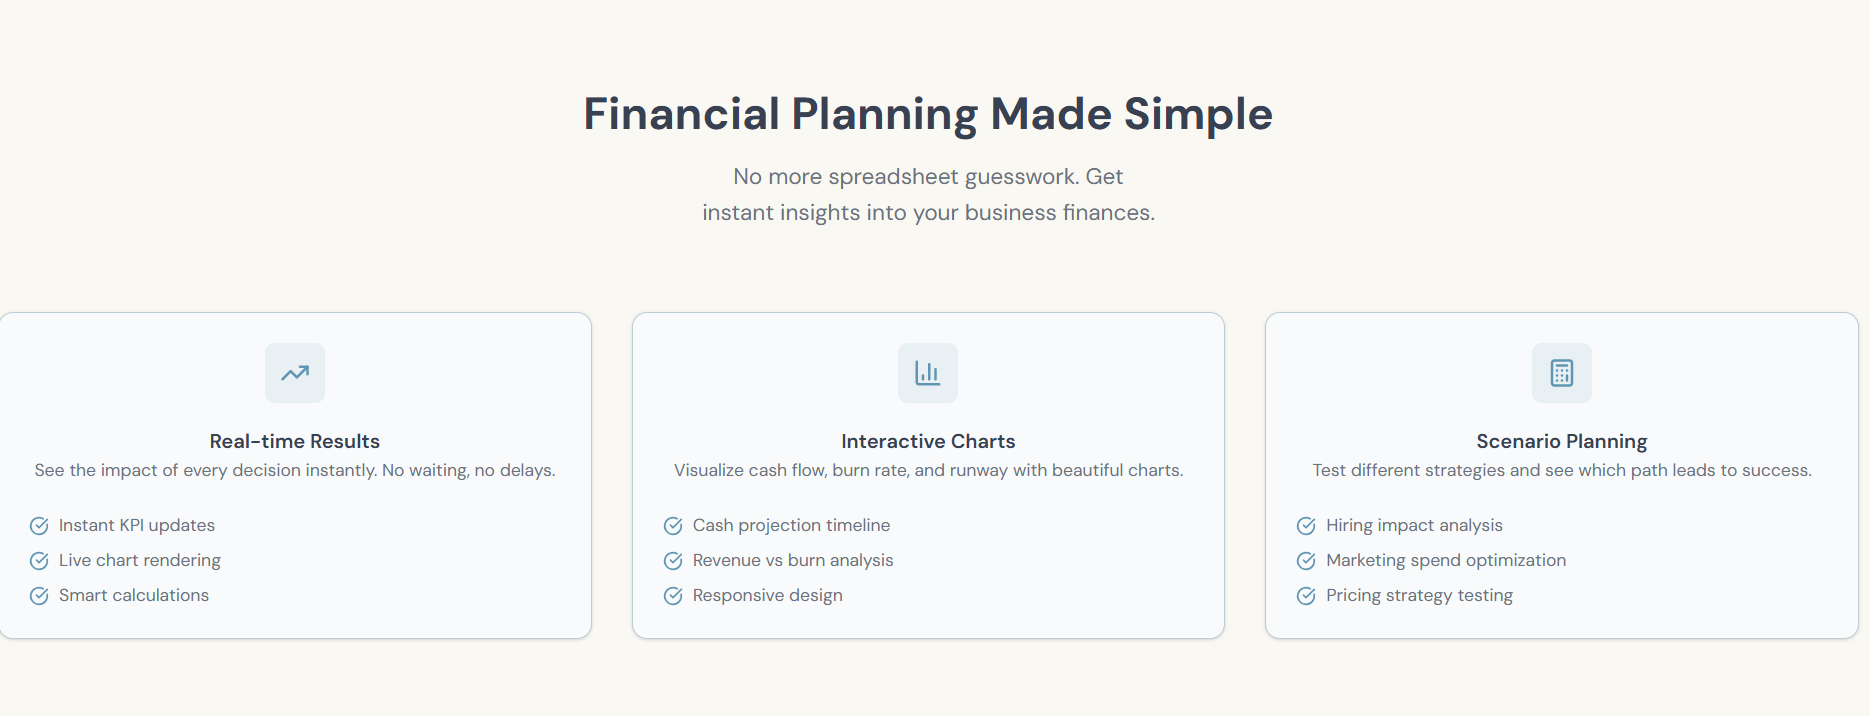 Financial Planning Made Simple
No more spreadsheet guesswork. Get
instant insights into your business finances.
Real-time Results
See the impact of every decision instantly. No waiting, no delays.
Instant KPI updates
Live chart rendering
Smart calculations
Interactive Charts
Visualize cash flow, burn rate, and runway with beautiful charts.
Cash projection timeline
Revenue vs burn analysis
Responsive design
Scenario Planning
Test different strategies and see which path leads to success.
Hiring impact analysis
Marketing spend optimization
Pricing strategy testing